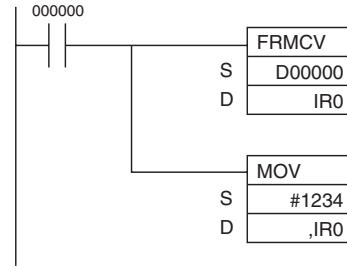 000000
FRMCV
S D00000
D IR0
MOV
S #1234
D ,IR0